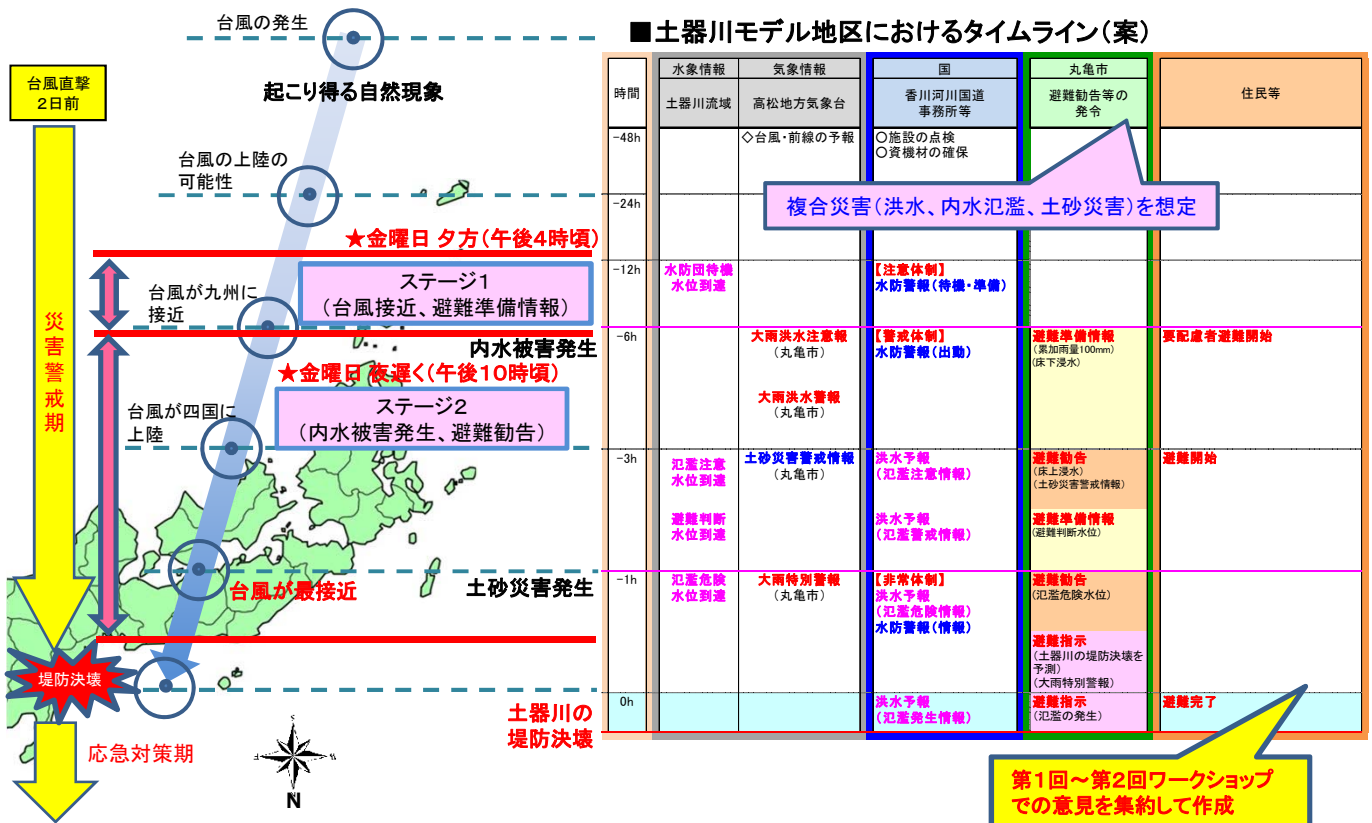 台風の発生
■土器川モデル地区におけるタイムライン（案）
台風直撃
2日前
起こり得る自然現象
台風の上陸の
可能性
★金曜日 夕方（午後4時頃）
ステージ1
（台風接近、避難準備情報）
台風が九州に
接近
内水被害発生
★金曜日 夜遅く（午後10時頃）
ステージ2
（内水被害発生、避難勧告）
台風が四国に
上陸
災害警戒期
台風が最接近
土砂災害発生
堤防決壊
土器川の
堤防決壊
応急対策期
N
時間
水象情報
気象情報
国
丸亀市
住民等
土器川流域
高松地方気象台
香川河川国道
事務所等
避難勧告等の
発令
-48h
◇台風・前線の予報
○施設の点検
○資機材の確保
複合災害（洪水、内水氾濫、土砂災害）を想定
-24h
-12h
水防団待機
水位到達
【注意体制】
水防警報（待機・準備）
-6h
大雨洪水注意報
（丸亀市）
大雨洪水警報
（丸亀市）
【警戒体制】
水防警報（出動）
避難準備情報
（累加雨量100mm）
（床下浸水）
要配慮者避難開始
-3h
氾濫注意
水位到達
避難判断
水位到達
土砂災害警戒情報
（丸亀市）
洪水予報
（氾濫注意情報）
洪水予報
（氾濫警戒情報）
避難勧告
（床上浸水）
（土砂災害警戒情報）
避難準備情報
（避難判断水位）
避難開始
-1h
氾濫危険
水位到達
大雨特別警報
（丸亀市）
【非常体制】
洪水予報
（氾濫危険情報）
水防警報（情報）
避難勧告
（氾濫危険水位）
避難指示
（土器川の堤防決壊を
予測）
（大雨特別警報）
0h
洪水予報
（氾濫発生情報）
避難指示
（氾濫の発生）
避難完了
第1回～第2回ワークショップ
での意見を集約して作成